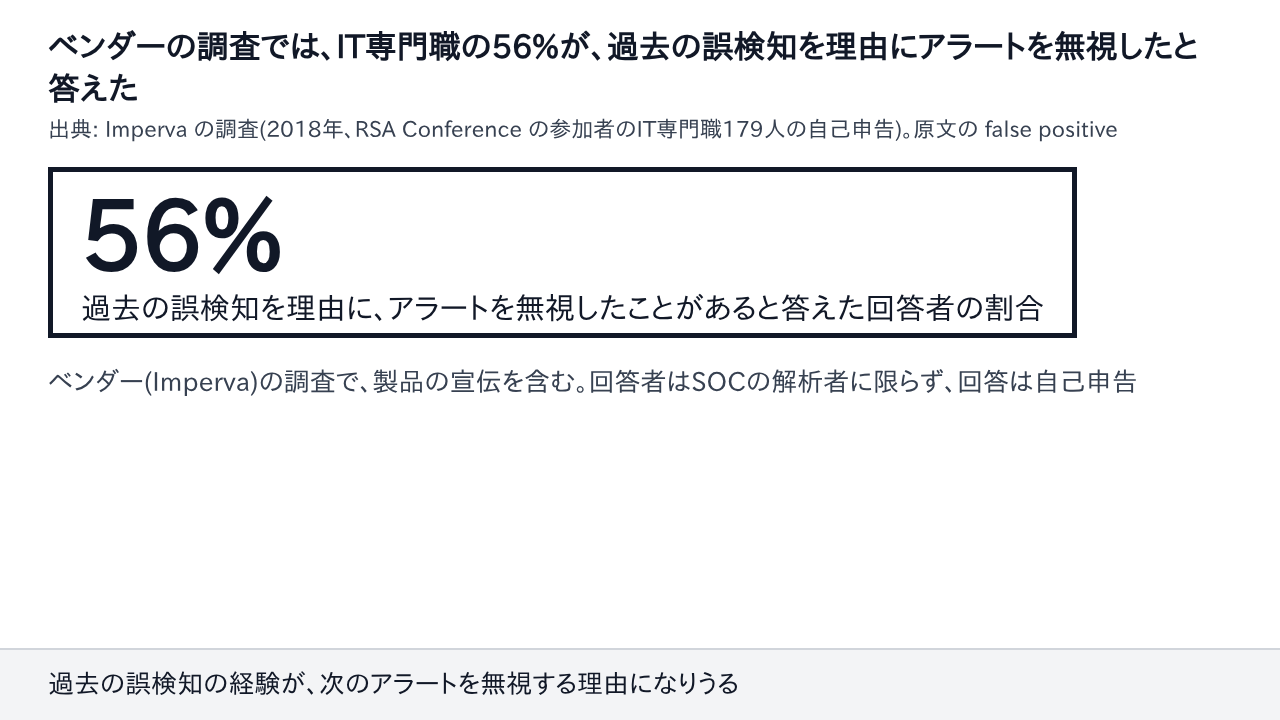 ベンダーの調査では、IT専門職の56%が、過去の誤検知を理由にアラートを無視したと
答えた
出典: Imperva の調査(2018年、RSA Conference の参加者のIT専門職179人の自己申告)。原文の false positive
56%
過去の誤検知を理由に、アラートを無視したことがあると答えた回答者の割合
ベンダー(Imperva)の調査で、製品の宣伝を含む。回答者はSOCの解析者に限らず、回答は自己申告
過去の誤検知の経験が、次のアラートを無視する理由になりうる